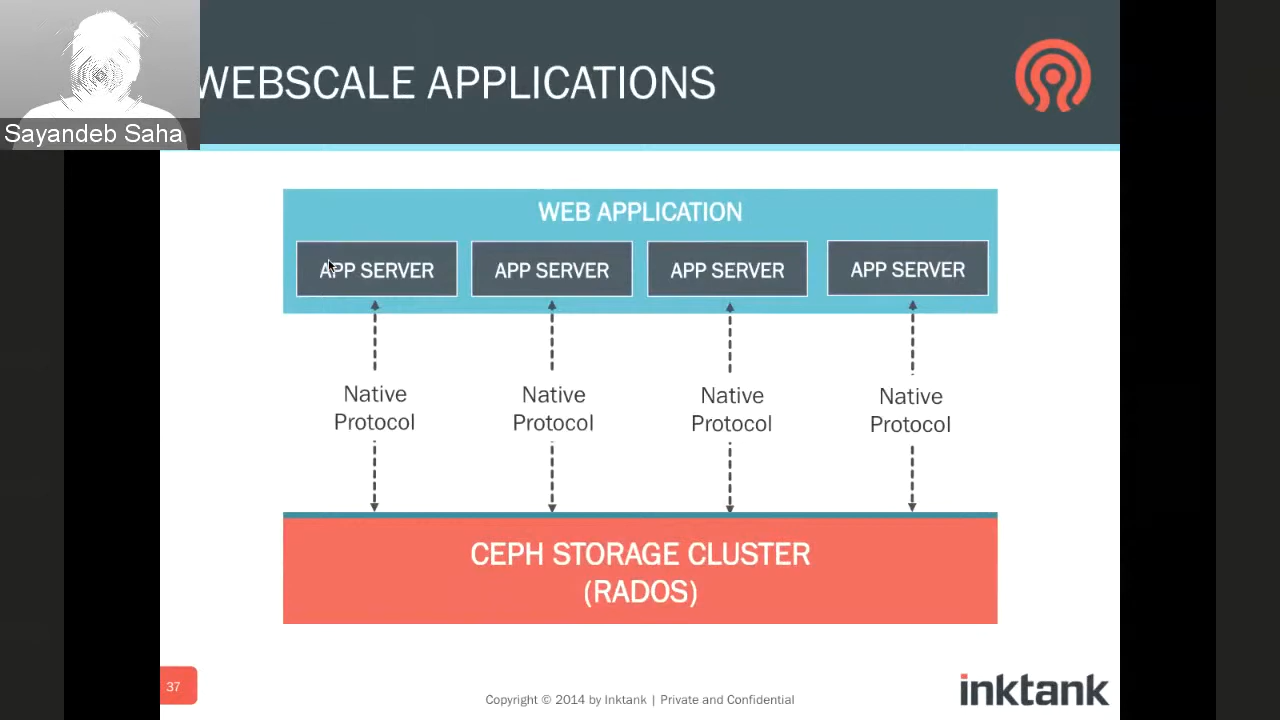 WEBSCALE APPLICATIONS
Sayandeb Saha
WEB APPLICATION
APP SERVER
APP SERVER
APP SERVER
APP SERVER
Native
Protocol
Native
Protocol
Native
Protocol
Native
Protocol
CEPH STORAGE CLUSTER
(RADOS)
37
Copyright © 2014 by Inktank | Private and Confidential
inktank